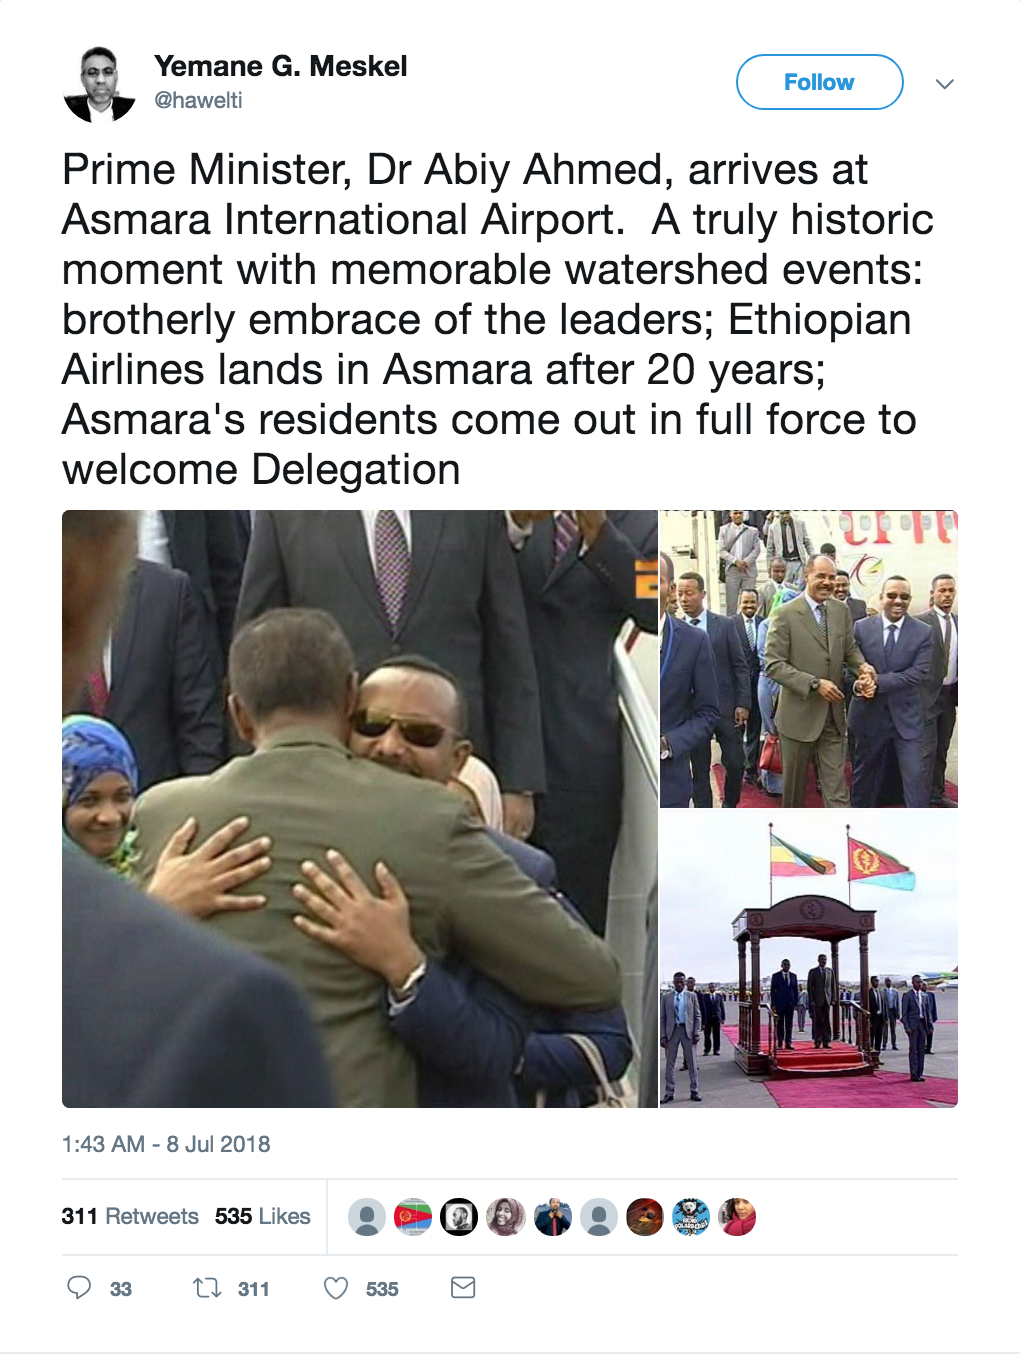 Yemane G. Meskel
@hawelti
Follow
Prime Minister, Dr Abiy Ahmed, arrives at
Asmara International Airport.  A truly historic
moment with memorable watershed events:
brotherly embrace of the leaders; Ethiopian
Airlines lands in Asmara after 20 years;
Asmara's residents come out in full force to
welcome Delegation
1:43 AM - 8 Jul 2018
311 Retweets 535 Likes
33 311 535